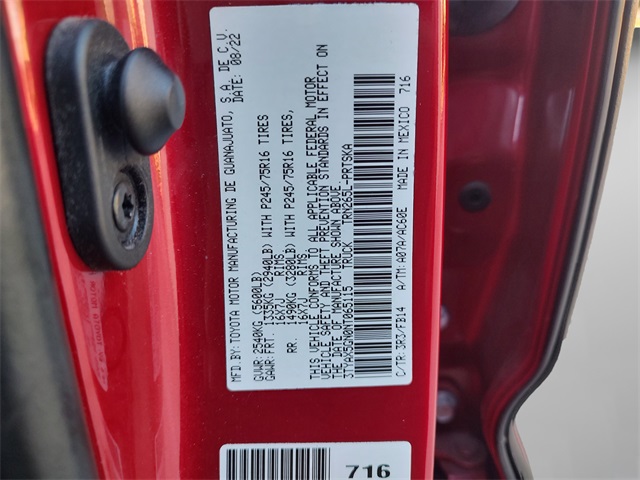 MFD.BY:TOYOTA MOTOR MANUFACTURING DE GUANAJUATO, S.A. DE C.V.
DATE: 08/22
GVWR:2540KG (5600LB)
GAWR:FRT. 1335KG (2940LB) WITH P245/75R16 TIRES
16X7J RIMS
RR. 1490KG (3280LB) WITH P245/75R16 TIRES
16X7J RIMS,
THIS VEHICLE CONFORMS TO ALL APPLICABLE FEDERAL MOTOR
VEHICLE SAFETY AND THEFT PREVENTION STANDARDS IN EFFECT ON
THE DATE OF MANUFACTURE SHOWN ABOVE.
3TYAX5GN0NT065115 TRUCK TRN265L-PRTSKA
C/TR:3R3/FB14 A/TM:A07A/AC60E MADE IN MEXICO 716
716